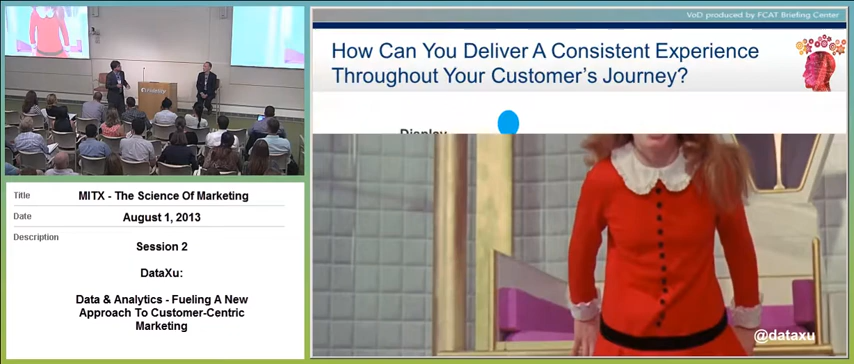 VoD produced by FCAT Briefing Center
How Can You Deliver A Consistent Experience
Throughout Your Customer's Journey?
Display
@dataxu
Fidelity
Title MITX - The Science Of Marketing
Date August 1, 2013
Description
Session 2
DataXu:
Data & Analytics - Fueling A New
Approach To Customer-Centric
Marketing